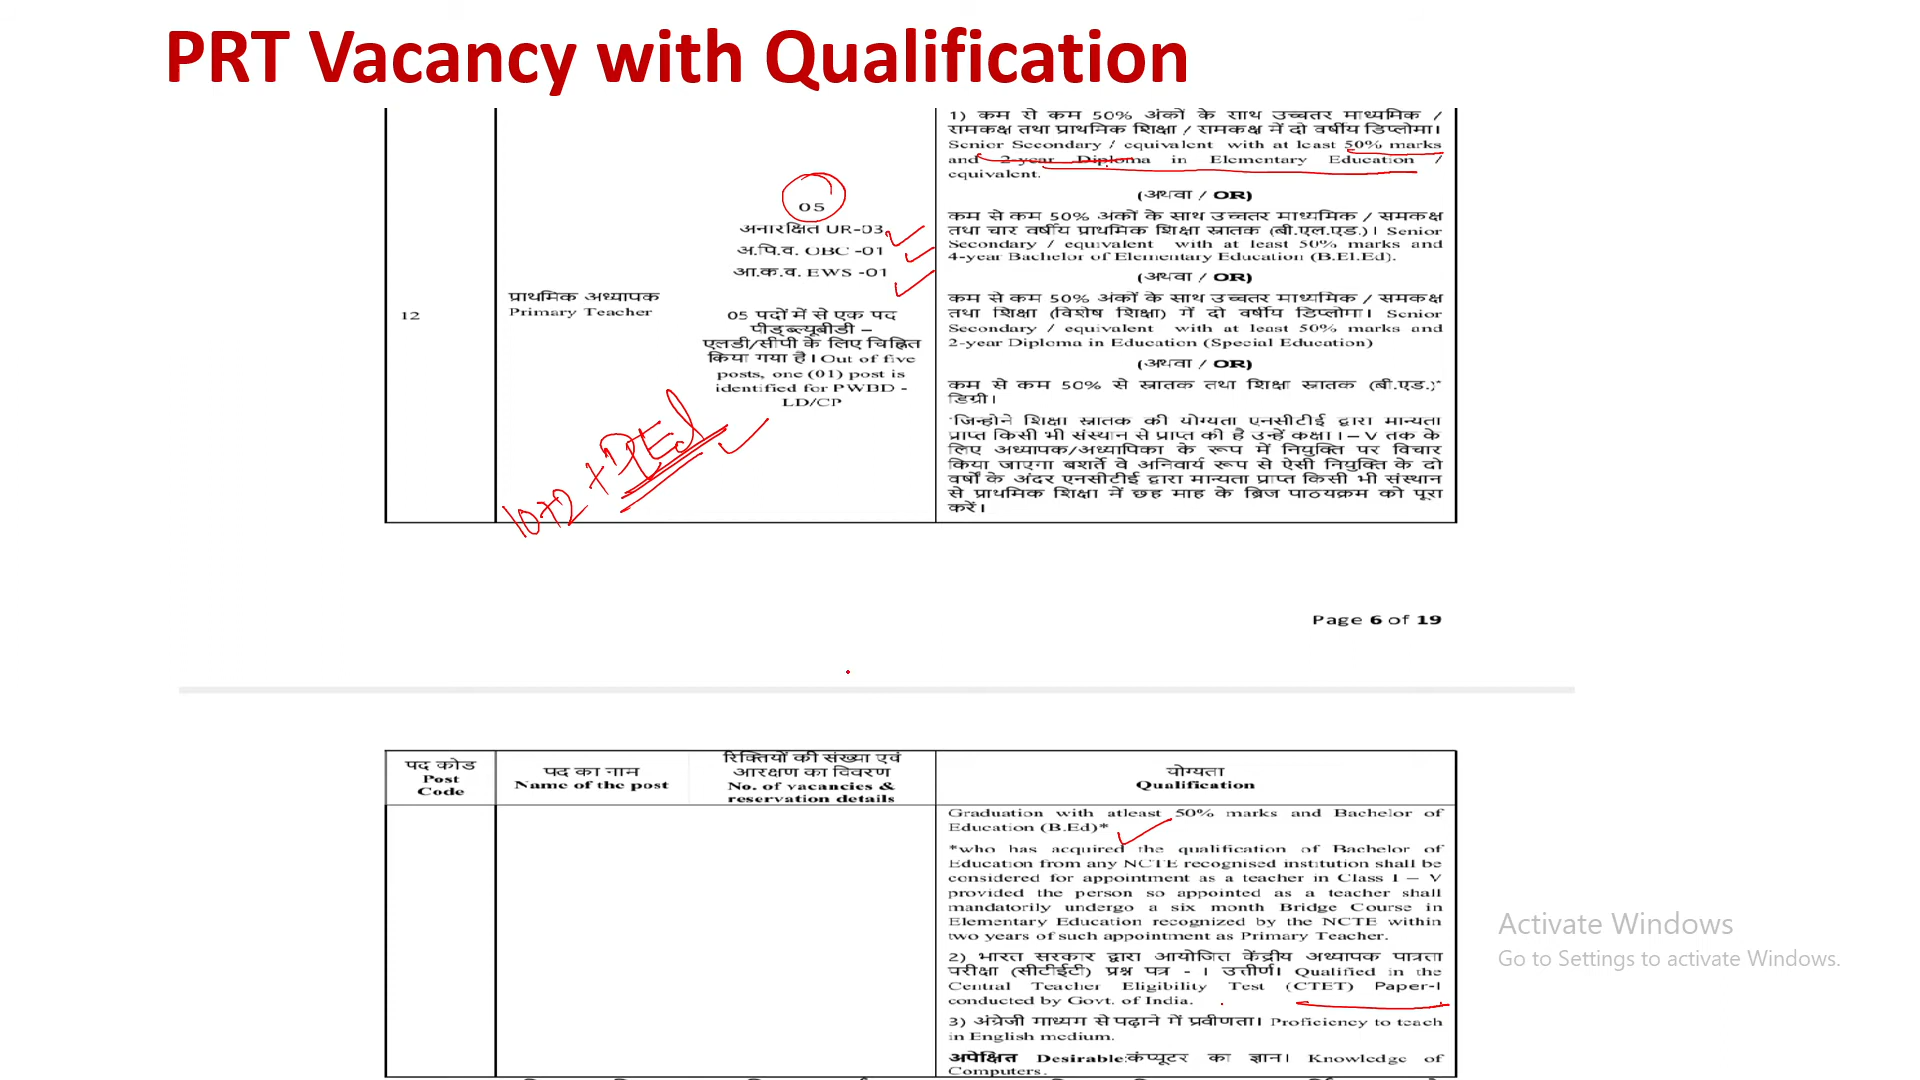 PRT Vacancy with Qualification
1) कम रो कम 50% अंकों के राथ उच्चतर माध्यमिक /
रामकक्ष तथा प्राथमिक शिक्षा / रामकक्ष में दो वर्षीय डिप्लोमा।
Senior Secondary / equivalent with at least 50% marks
and 2-year Diploma in Elementary Education /
equivalent.
(अथवा / OR)
कम से कम 50% अंकों के साथ उच्चतर माध्यमिक / समकक्ष
तथा चार वर्षीय प्राथमिक शिक्षा स्नातक (बी.एल.एड.)। Senior
Secondary / equivalent with at least 50% marks and
4-year Bachelor of Elementary Education (B.El.Ed).
(अथवा / OR)
कम से कम 50% अंकों के साथ उच्चतर माध्यमिक / समकक्ष
तथा शिक्षा (विशेष शिक्षा) में दो वर्षीय डिप्लोमा। Senior
Secondary / equivalent with at least 50% marks and
2-year Diploma in Education (Special Education)
(अथवा / OR)
कम से कम 50% से स्नातक तथा शिक्षा स्नातक (बी.एड.)*
डिग्री।
*जिन्होने शिक्षा स्नातक की योग्यता एनसीटीई द्वारा मान्यता
प्राप्त किसी भी संस्थान से प्राप्त की है उन्हें कक्षा I – V तक के
लिए अध्यापक/अध्यापिका के रूप में नियुक्ति पर विचार
किया जाएगा बशर्ते वे अनिवार्य रूप से ऐसी नियुक्ति के दो
वर्षों के अंदर एनसीटीई द्वारा मान्यता प्राप्त किसी भी संस्थान
से प्राथमिक शिक्षा में छह माह के ब्रिज पाठयक्रम को पूरा
करें।
05
अनारक्षित UR-03
अ.पि.व. OBC -01
आ.क.व. EWS -01
05 पदों में से एक पद
पीड्ब्ल्यूबीडी –
एलडी/सीपी के लिए चिह्नित
किया गया है। Out of five
posts, one (01) post is
identified for PWBD -
LD/CP
12
प्राथमिक अध्यापक
Primary Teacher
10+2 + DEd
Page 6 of 19
पद कोड
Post
Code
पद का नाम
Name of the post
रिक्तियों की संख्या एवं
आरक्षण का विवरण
No. of vacancies &
reservation details
योग्यता
Qualification
Graduation with atleast 50% marks and Bachelor of
Education (B.Ed)*
*who has acquired the qualification of Bachelor of
Education from any NCTE recognised institution shall be
considered for appointment as a teacher in Class I – V
provided the person so appointed as a teacher shall
mandatorily undergo a six month Bridge Course in
Elementary Education recognized by the NCTE within
two years of such appointment as Primary Teacher.
2) भारत सरकार द्वारा आयोजित केंद्रीय अध्यापक पात्रता
परीक्षा (सीटीईटी) प्रश्न पत्र - I उत्तीर्ण। Qualified in the
Central Teacher Eligibility Test (CTET) Paper-I
conducted by Govt. of India.
3) अंग्रेजी माध्यम से पढ़ाने में प्रवीणता। Proficiency to teach
in English medium.
अपेक्षित Desirable:कंप्यूटर का ज्ञान। Knowledge of
Computers.
Activate Windows
Go to Settings to activate Windows.